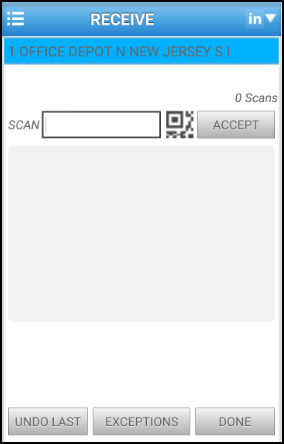 RECEIVE
in
1 OFFICE DEPOT N NEW JERSEY S I
0 Scans
SCAN
ACCEPT
UNDO LAST
EXCEPTIONS
DONE